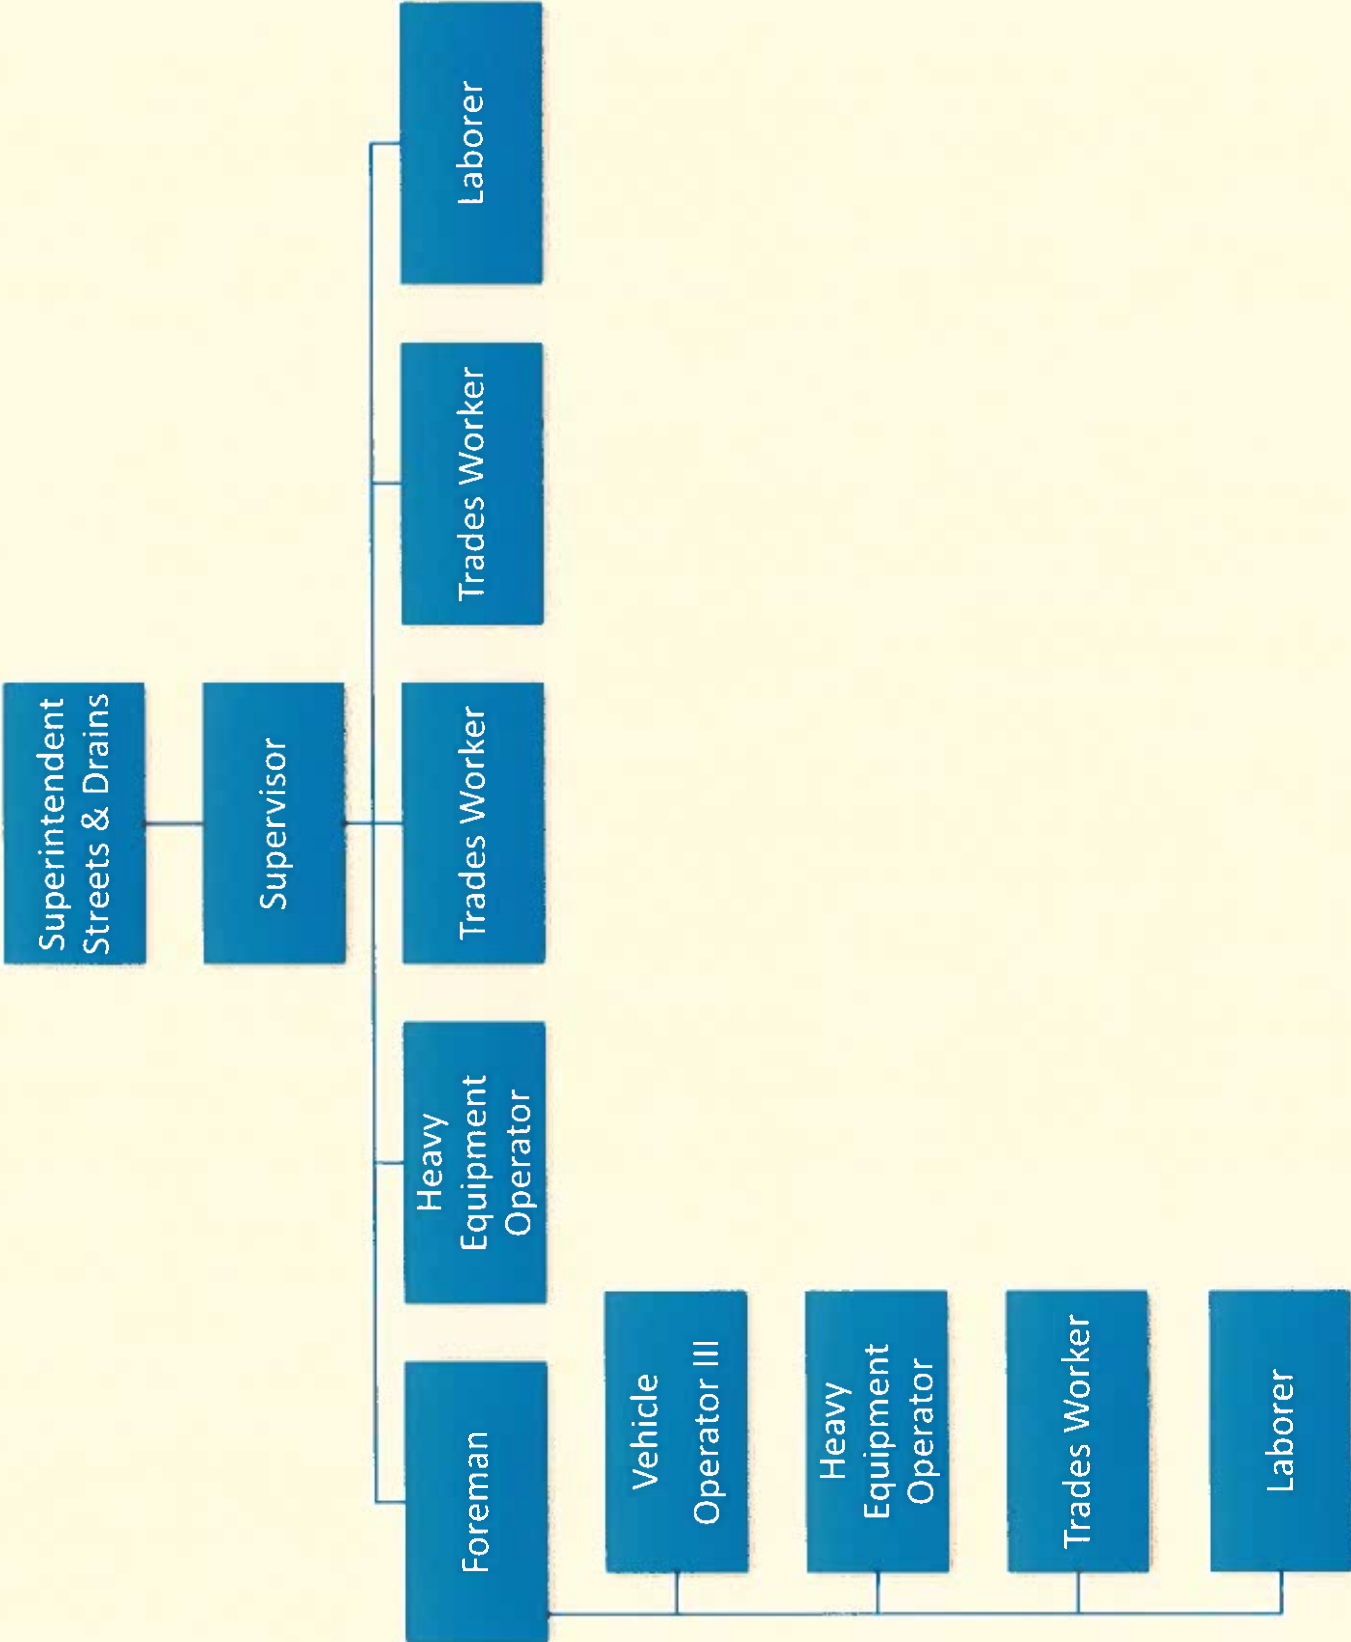 Superintendent
Streets & Drains
Supervisor
Foreman
Heavy
Equipment
Operator
Trades Worker
Trades Worker
Laborer
Vehicle
Operator III
Heavy
Equipment
Operator
Trades Worker
Laborer